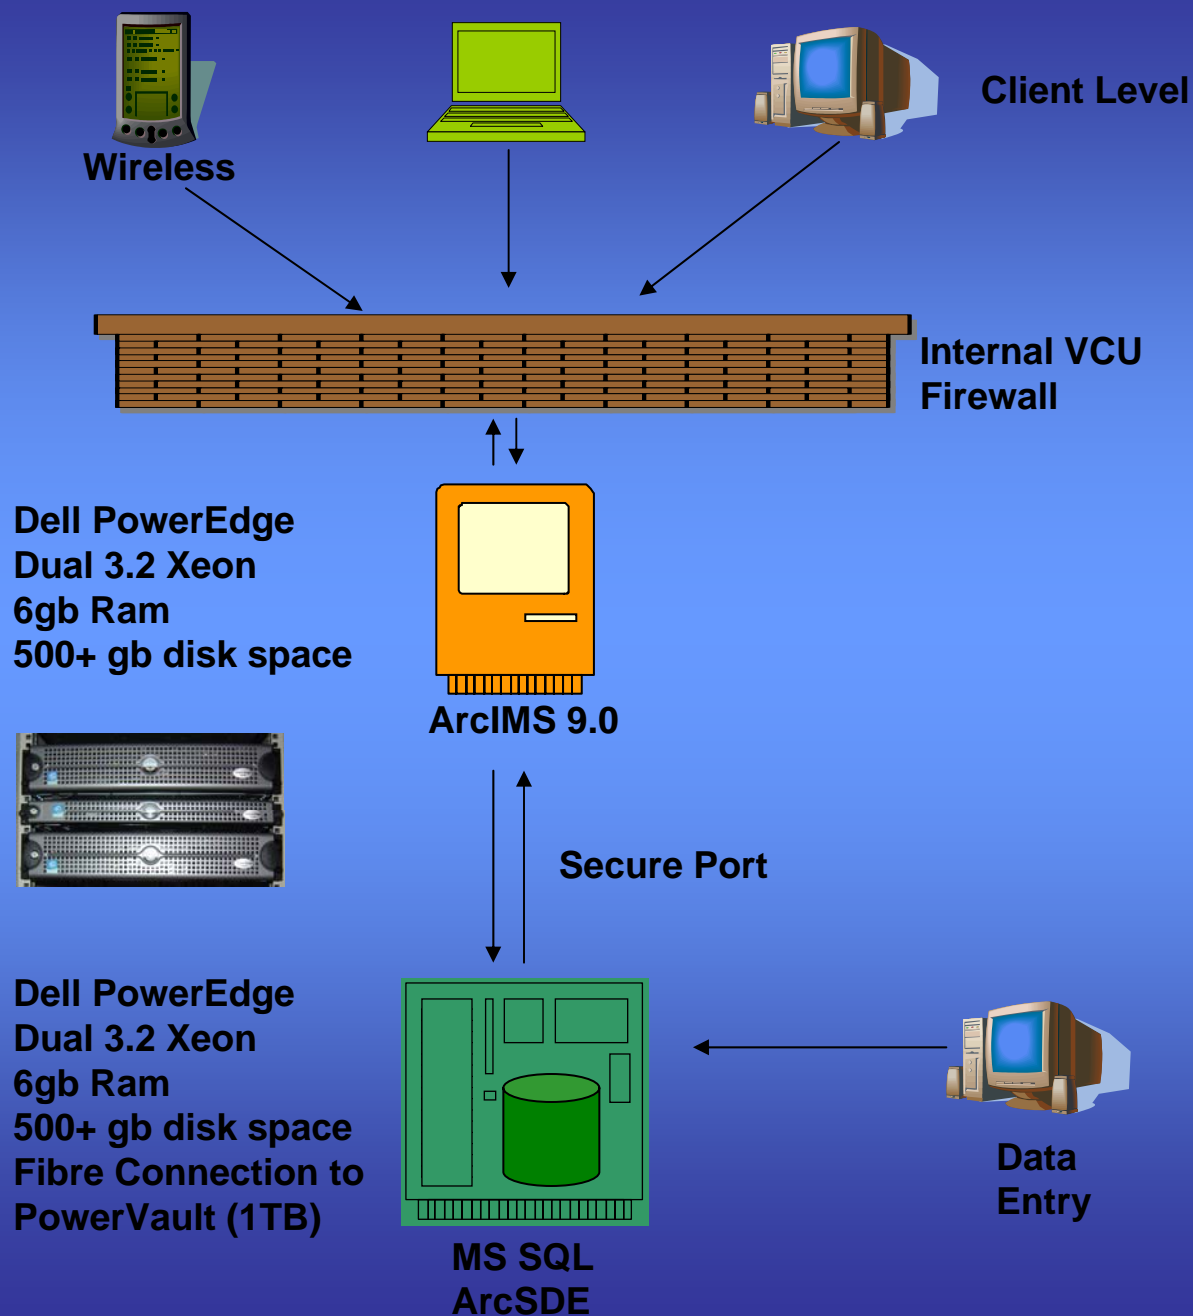 Client Level
Wireless
Internal VCU
Firewall
Dell PowerEdge
Dual 3.2 Xeon
6gb Ram
500+ gb disk space
ArcIMS 9.0
Secure Port
Dell PowerEdge
Dual 3.2 Xeon
6gb Ram
500+ gb disk space
Fibre Connection to
PowerVault (1TB)
Data
Entry
MS SQL
ArcSDE